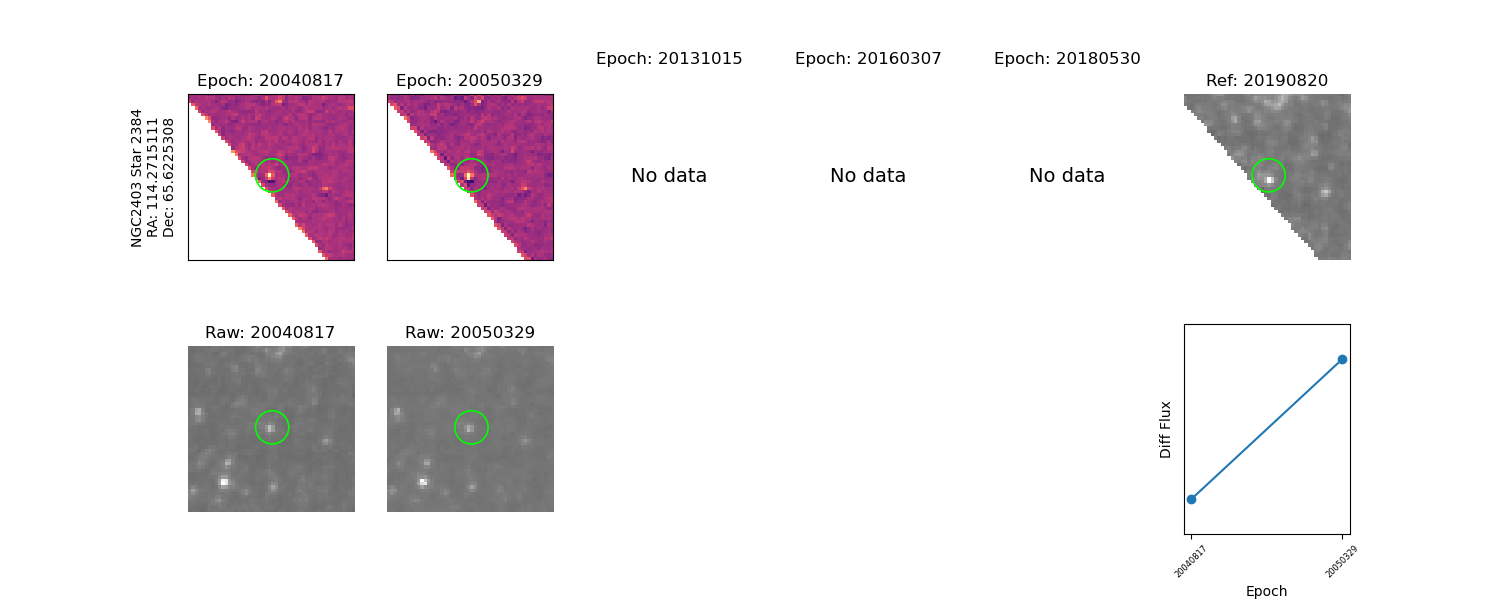 Epoch: 20040817
Epoch: 20050329
Epoch: 20131015
Epoch: 20160307
Epoch: 20180530
Ref: 20190820
NGC2403 Star 2384
RA: 114.2715111
Dec: 65.6225308
No data
No data
No data
Raw: 20040817
Raw: 20050329
Diff Flux
20040817
20050329
Epoch